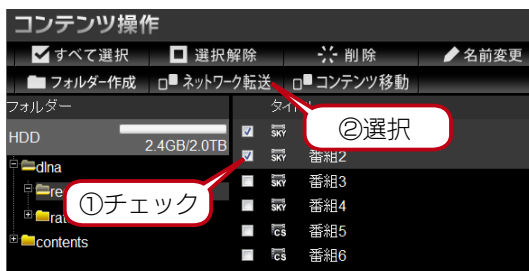 コンテンツ操作
すべて選択 選択解除 削除 名前変更
フォルダー作成 ネットワーク転送 コンテンツ移動
フォルダー タイ
HDD 2.4GB/2.0TB
②選択
SKY
dlna SKY 番組2
①チェック
SKY 番組3
SKY 番組4
contents CS 番組5
CS 番組6